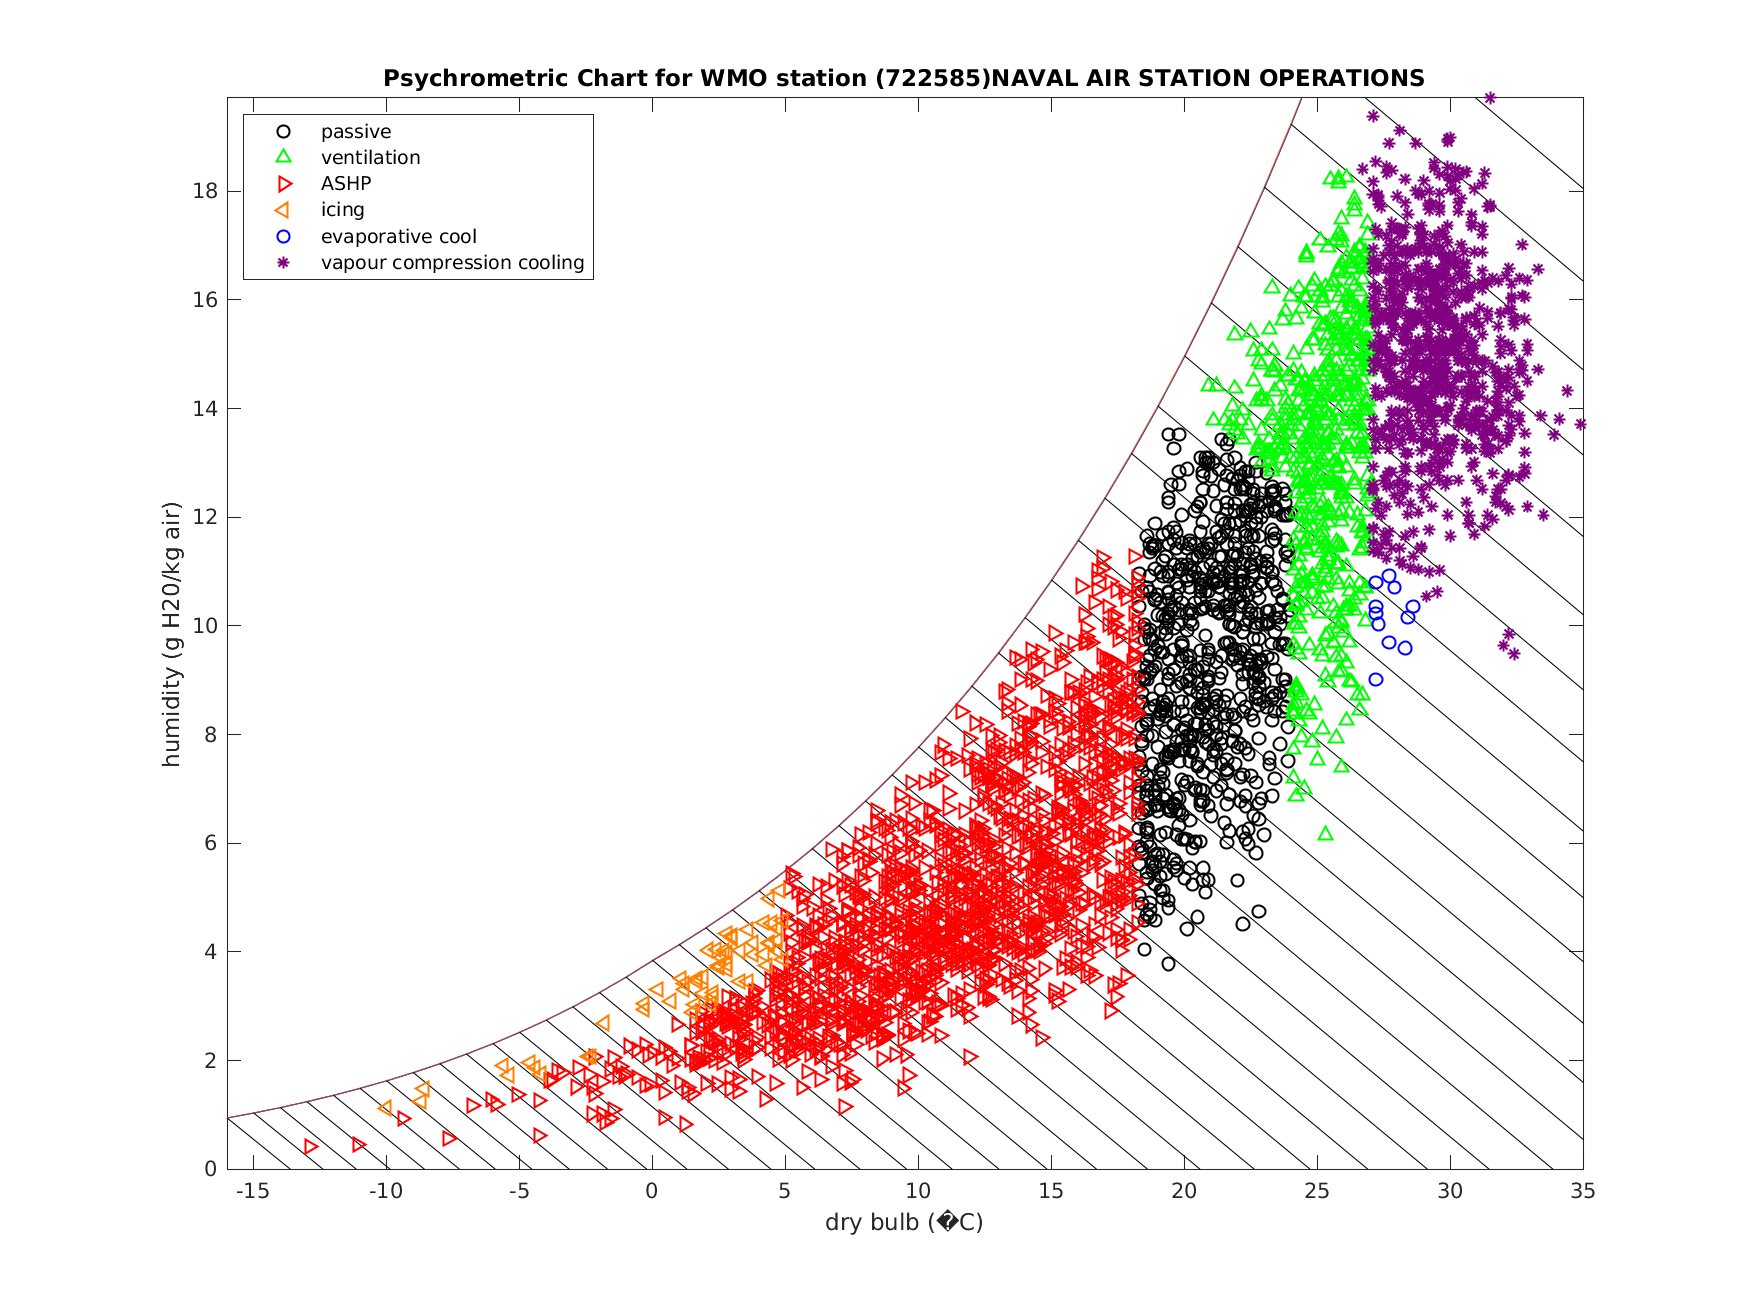 Psychrometric Chart for WMO station (722585)NAVAL AIR STATION OPERATIONS
passive
ventilation
ASHP
icing
evaporative cool
vapour compression cooling
humidity (g H20/kg air)
18
16
14
12
10
8
6
4
2
0
-15 -10 -5 0 5 10 15 20 25 30 35
dry bulb (�C)